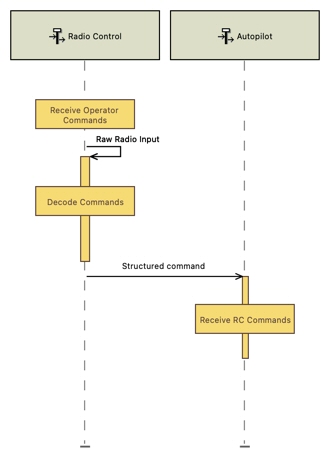 Radio Control
Autopilot
Receive Operator
Commands
Raw Radio Input
Decode Commands
Structured command
Receive RC Commands